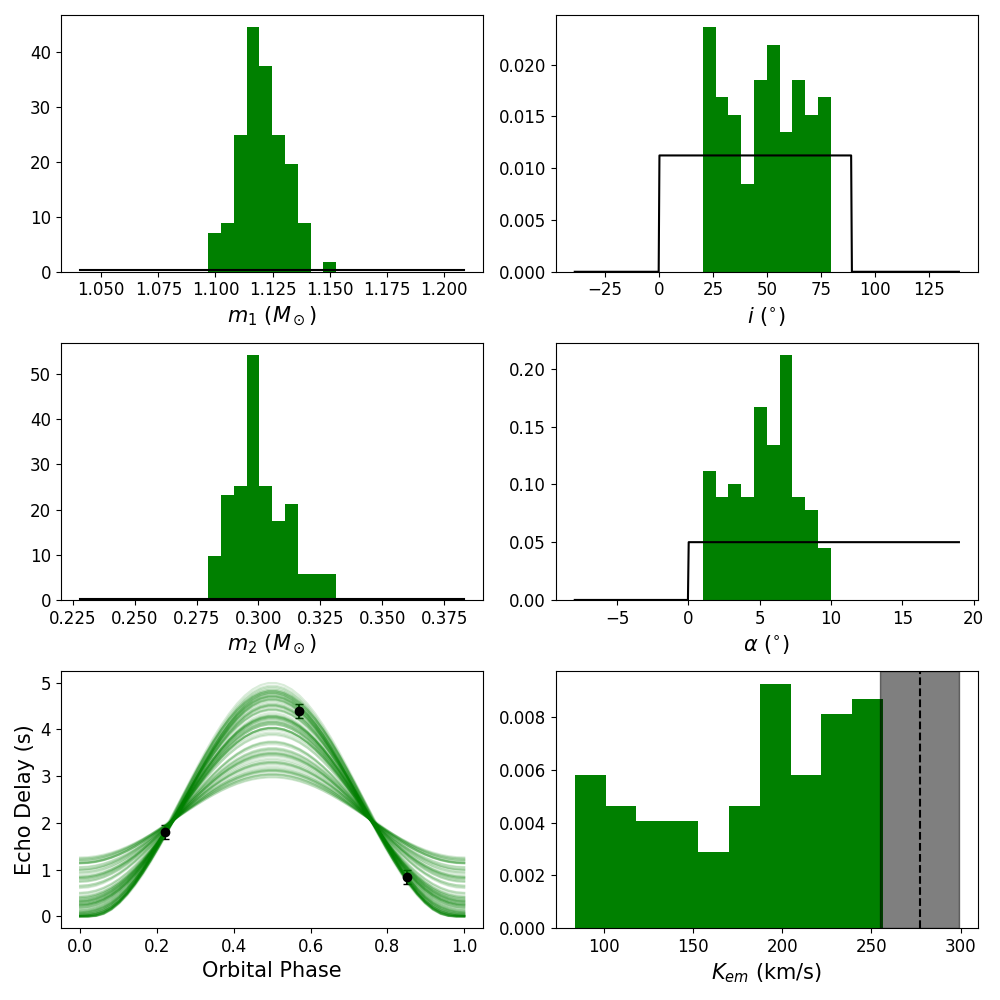 40
30
20
10
0
1.050 1.075 1.100 1.125 1.150 1.175 1.200
m₁ (M⊙)
0.020
0.015
0.010
0.005
0.000
−25 0 25 50 75 100 125
i (°)
50
40
30
20
10
0
0.225 0.250 0.275 0.300 0.325 0.350 0.375
m₂ (M⊙)
0.20
0.15
0.10
0.05
0.00
−5 0 5 10 15 20
α (°)
Echo Delay (s)
5
4
3
2
1
0
0.0 0.2 0.4 0.6 0.8 1.0
Orbital Phase
0.008
0.006
0.004
0.002
0.000
100 150 200 250 300
Kₑₘ (km/s)